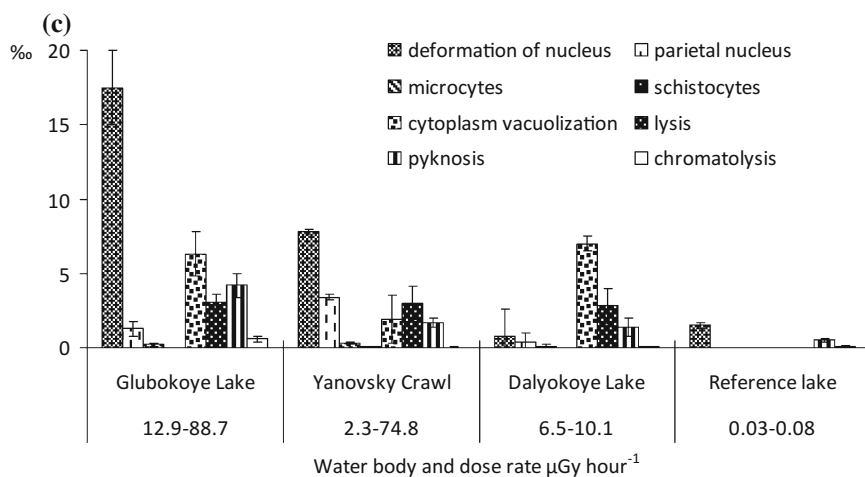 (c)
‰
20
15
10
5
0
deformation of nucleus
parietal nucleus
microcytes
schistocytes
cytoplasm vacuolization
lysis
pyknosis
chromatolysis
Glubokoye Lake
Yanovsky Crawl
Dalyokoye Lake
Reference lake
12.9-88.7
2.3-74.8
6.5-10.1
0.03-0.08
Water body and dose rate µGy hour⁻¹